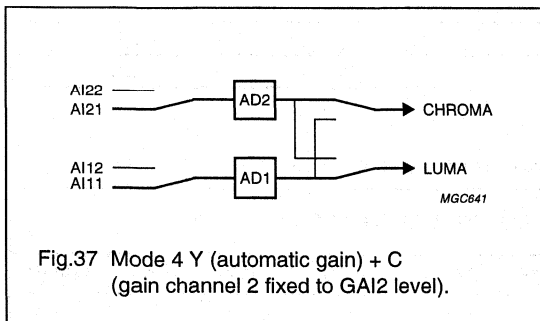 AI22
AI21
AD2
CHROMA
AI12
AI11
AD1
LUMA
MGC641
Fig.37 Mode 4 Y (automatic gain) + C
(gain channel 2 fixed to GAI2 level).